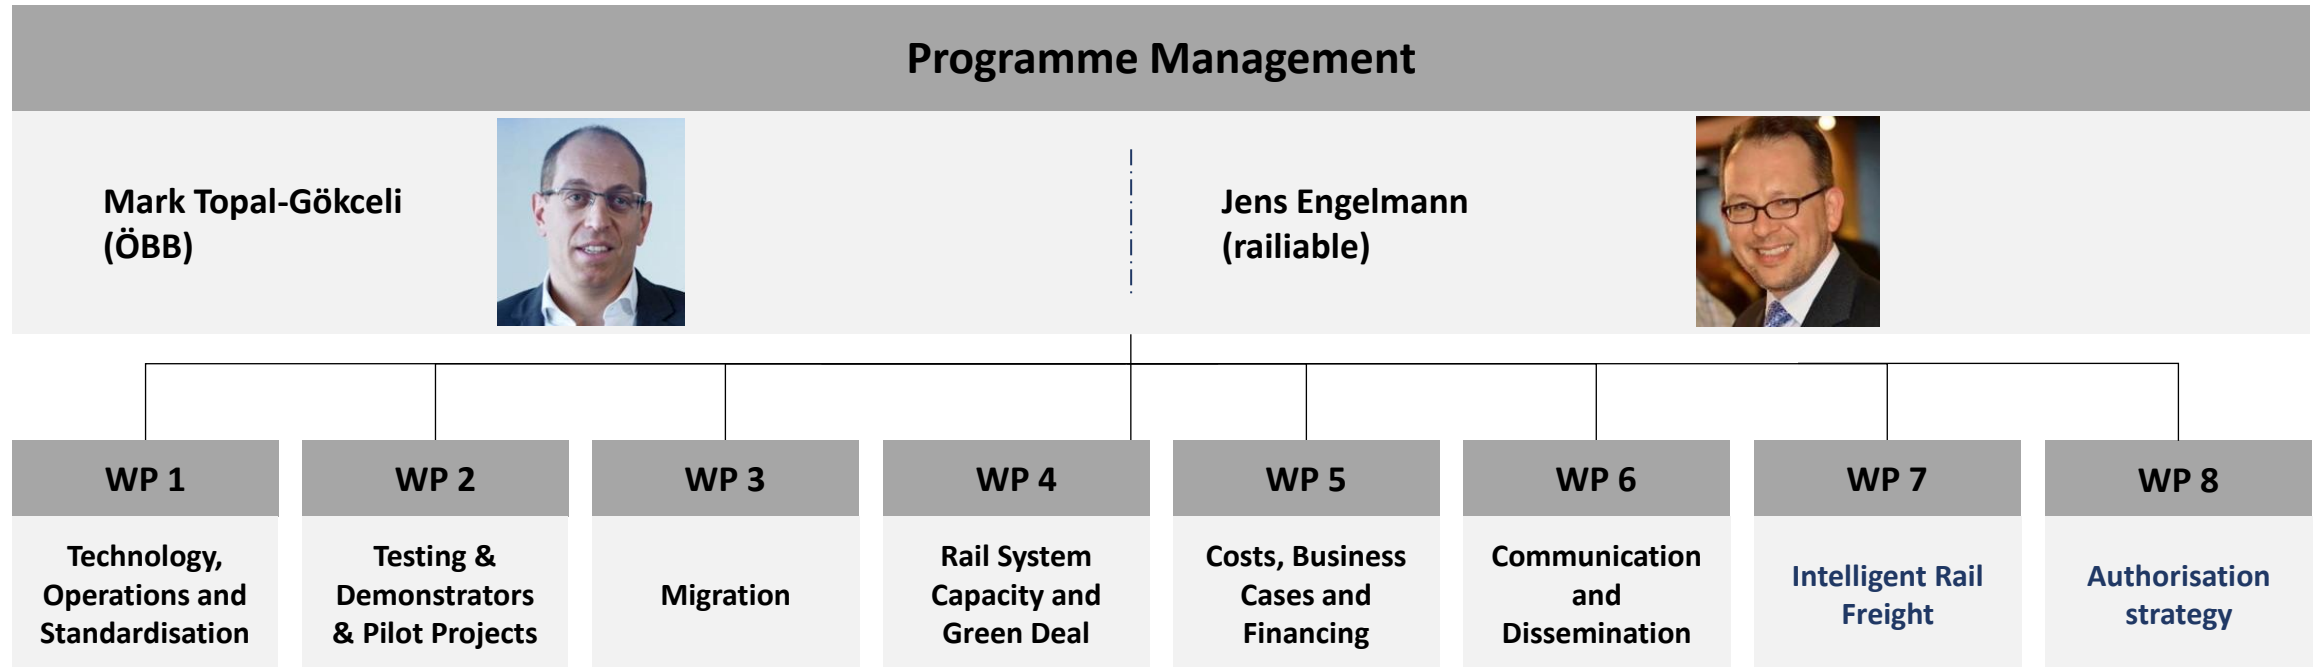 Programme Management
Mark Topal-Gökceli
(ÖBB)
Jens Engelmann
(railiable)
WP 1
Technology,
Operations and
Standardisation
WP 2
Testing &
Demonstrators
& Pilot Projects
WP 3
Migration
WP 4
Rail System
Capacity and
Green Deal
WP 5
Costs, Business
Cases and
Financing
WP 6
Communication
and
Dissemination
WP 7
Intelligent Rail
Freight
WP 8
Authorisation
strategy